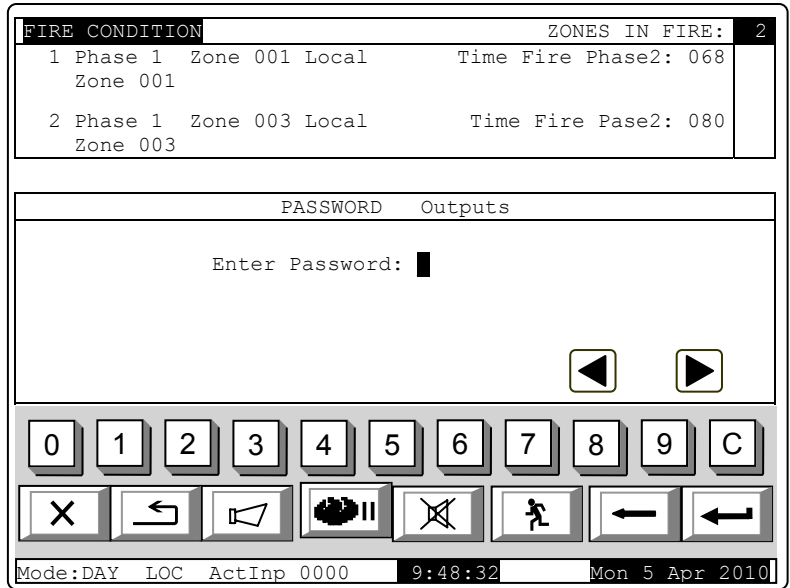 FIRE CONDITION ZONES IN FIRE: 2
1 Phase 1 Zone 001 Local Time Fire Phase2: 068
Zone 001
2 Phase 1 Zone 003 Local Time Fire Pase2: 080
Zone 003
PASSWORD Outputs
Enter Password:
0 1 2 3 4 5 6 7 8 9 C
Mode:DAY LOC ActInp 0000 9:48:32 Mon 5 Apr 2010